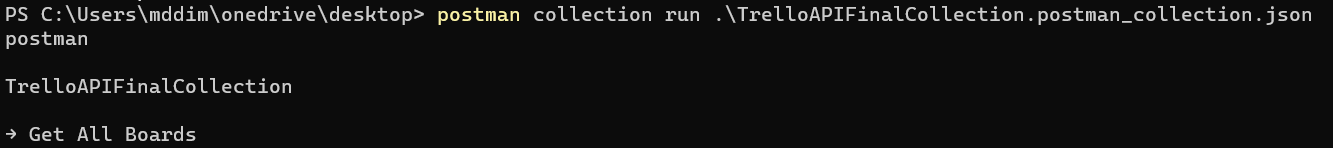 PS C:\Users\mddim\onedrive\desktop> postman collection run .\TrelloAPIFinalCollection.postman_collection.json
postman
TrelloAPIFinalCollection
→ Get All Boards